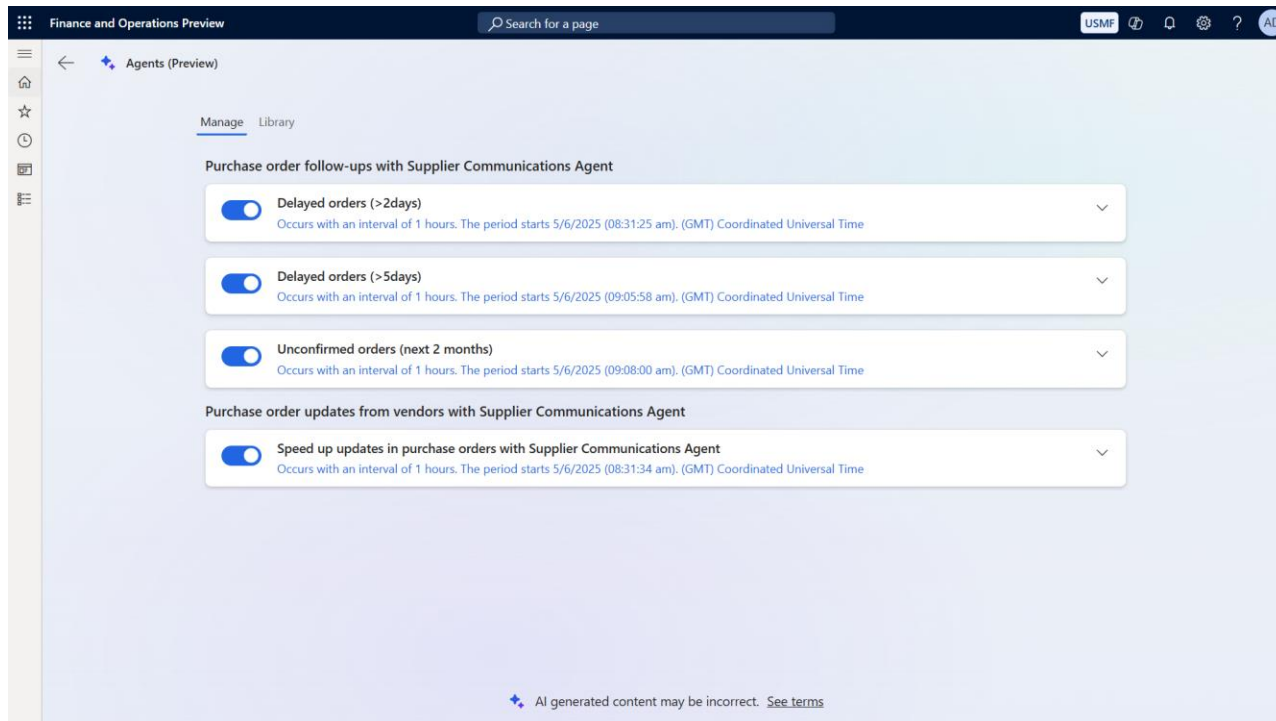 Finance and Operations Preview
Search for a page
USMF
?
AD
Agents (Preview)
Manage Library
Purchase order follow-ups with Supplier Communications Agent
Delayed orders (>2days)
Occurs with an interval of 1 hours. The period starts 5/6/2025 (08:31:25 am). (GMT) Coordinated Universal Time
Delayed orders (>5days)
Occurs with an interval of 1 hours. The period starts 5/6/2025 (09:05:58 am). (GMT) Coordinated Universal Time
Unconfirmed orders (next 2 months)
Occurs with an interval of 1 hours. The period starts 5/6/2025 (09:08:00 am). (GMT) Coordinated Universal Time
Purchase order updates from vendors with Supplier Communications Agent
Speed up updates in purchase orders with Supplier Communications Agent
Occurs with an interval of 1 hours. The period starts 5/6/2025 (08:31:34 am). (GMT) Coordinated Universal Time
AI generated content may be incorrect. See terms